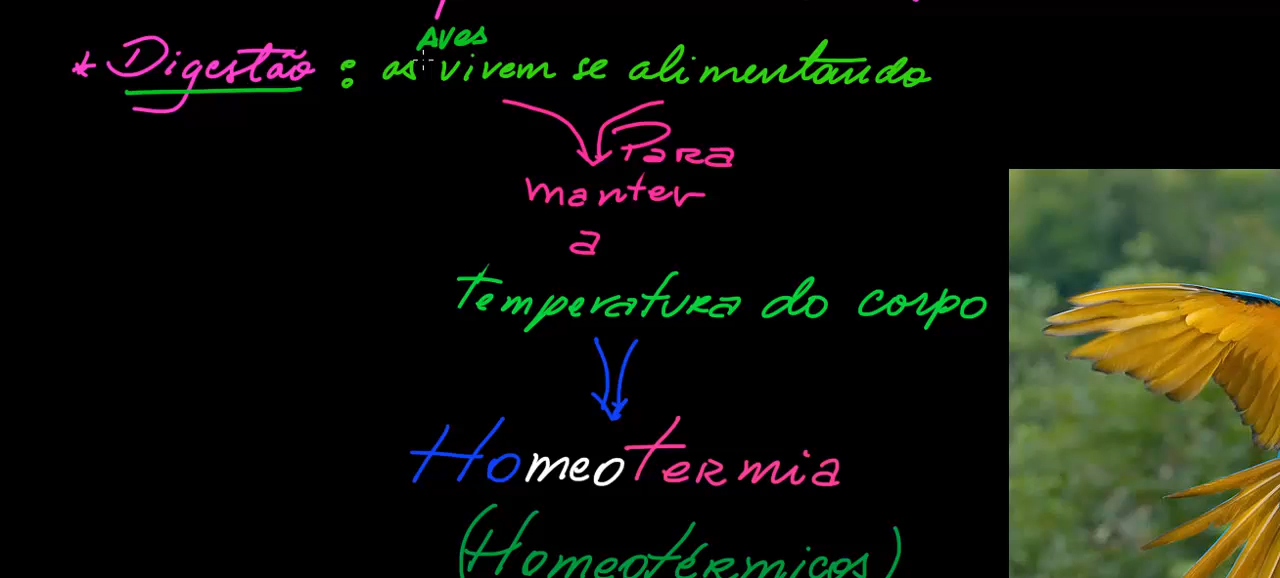 Aves
* Digestão : as vivem se alimentando
Para
manter
a
temperatura do corpo
Homeotermia
(Homeotérmicos)